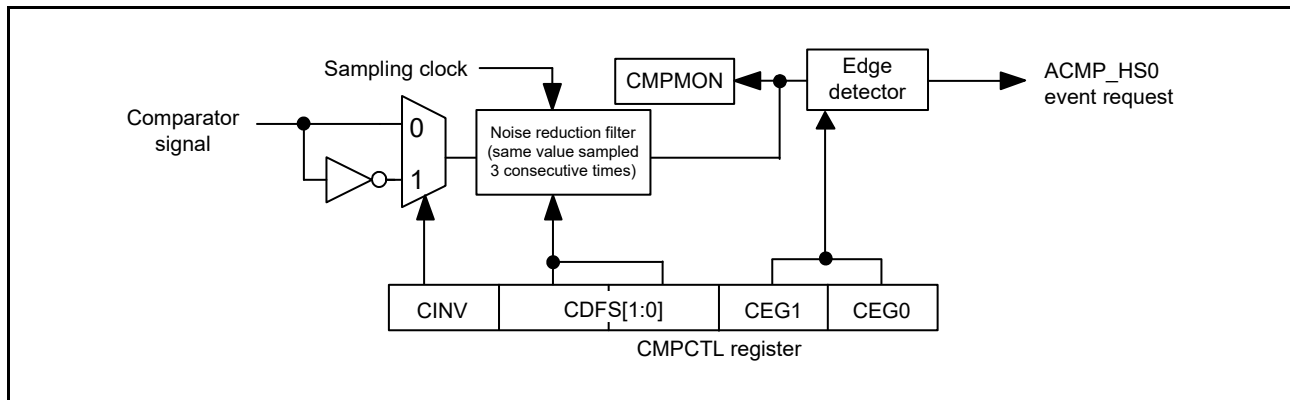 Sampling clock
CMPMON
Edge
detector
ACMP_HS0
event request
Comparator
signal
0
1
Noise reduction filter
(same value sampled
3 consecutive times)
CINV
CDFS[1:0]
CEG1
CEG0
CMPCTL register